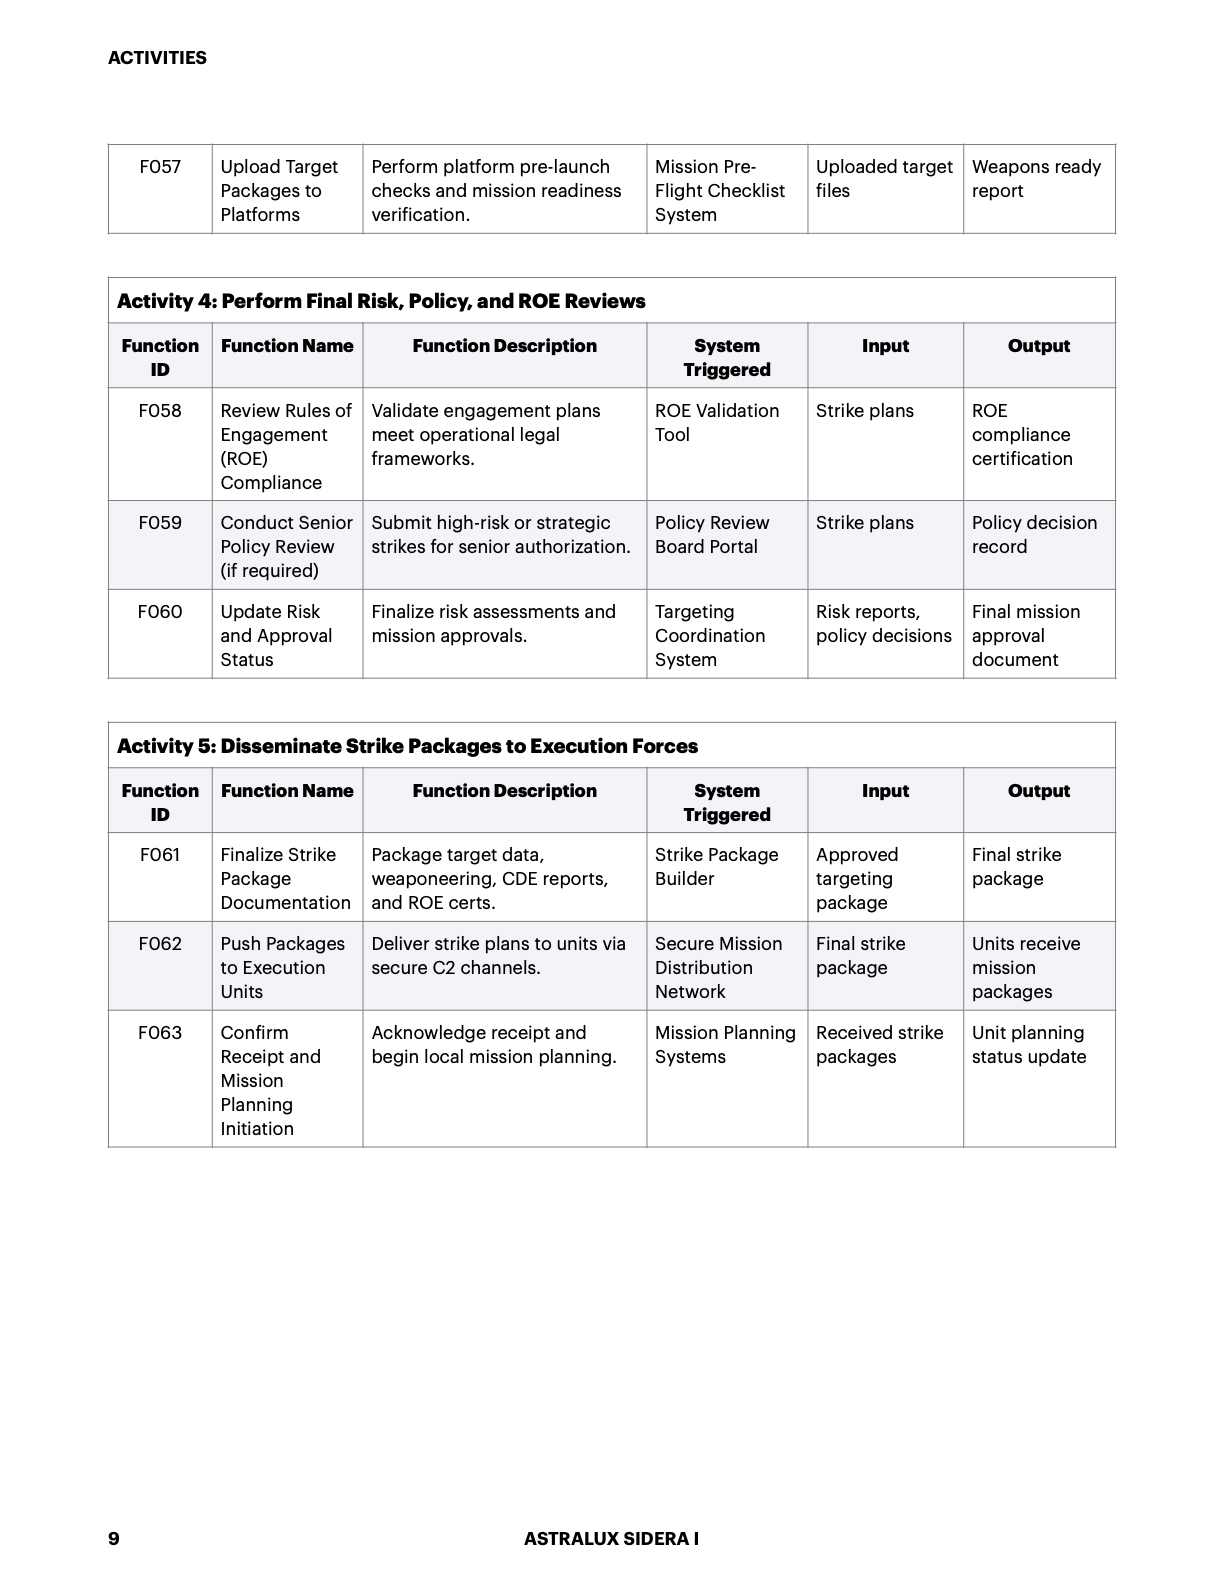 ACTIVITIES
F057
Upload Target
Packages to
Platforms
Perform platform pre-launch
checks and mission readiness
verification.
Mission Pre-
Flight Checklist
System
Uploaded target
files
Weapons ready
report
Activity 4: Perform Final Risk, Policy, and ROE Reviews
Function
ID
Function Name
Function Description
System
Triggered
Input
Output
F058
Review Rules of
Engagement
(ROE)
Compliance
Validate engagement plans
meet operational legal
frameworks.
ROE Validation
Tool
Strike plans
ROE
compliance
certification
F059
Conduct Senior
Policy Review
(if required)
Submit high-risk or strategic
strikes for senior authorization.
Policy Review
Board Portal
Strike plans
Policy decision
record
F060
Update Risk
and Approval
Status
Finalize risk assessments and
mission approvals.
Targeting
Coordination
System
Risk reports,
policy decisions
Final mission
approval
document
Activity 5: Disseminate Strike Packages to Execution Forces
Function
ID
Function Name
Function Description
System
Triggered
Input
Output
F061
Finalize Strike
Package
Documentation
Package target data,
weaponeering, CDE reports,
and ROE certs.
Strike Package
Builder
Approved
targeting
package
Final strike
package
F062
Push Packages
to Execution
Units
Deliver strike plans to units via
secure C2 channels.
Secure Mission
Distribution
Network
Final strike
package
Units receive
mission
packages
F063
Confirm
Receipt and
Mission
Planning
Initiation
Acknowledge receipt and
begin local mission planning.
Mission Planning
Systems
Received strike
packages
Unit planning
status update
9
ASTRALUX SIDERA I